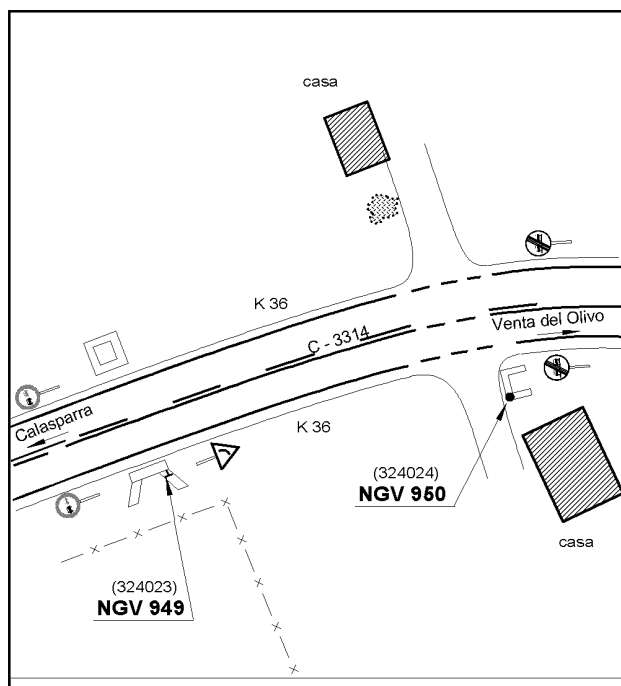 casa
K 36
C - 3314
Venta del Olivo
Calasparra
K 36
(324024)
NGV 950
casa
(324023)
NGV 949